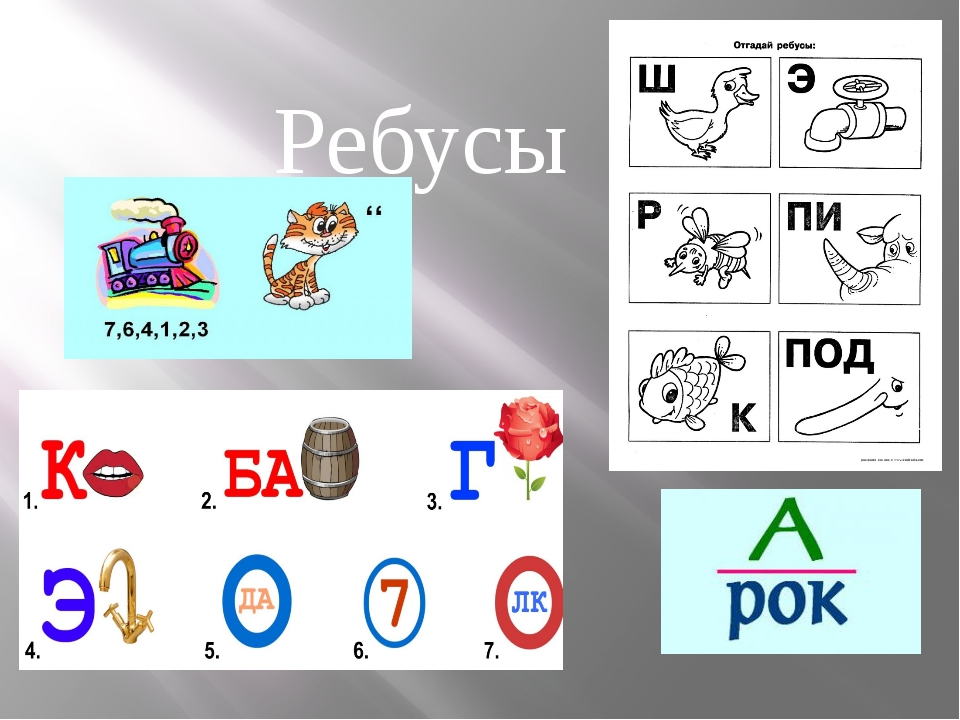 Ребусы
“
7,6,4,1,2,3
Отгадай ребусы:
Ш Э
Р ПИ
К ПОД
К БА Г
1. 2. 3.
Э ДА 7 ЛК
4. 5. 6. 7.
А
рок